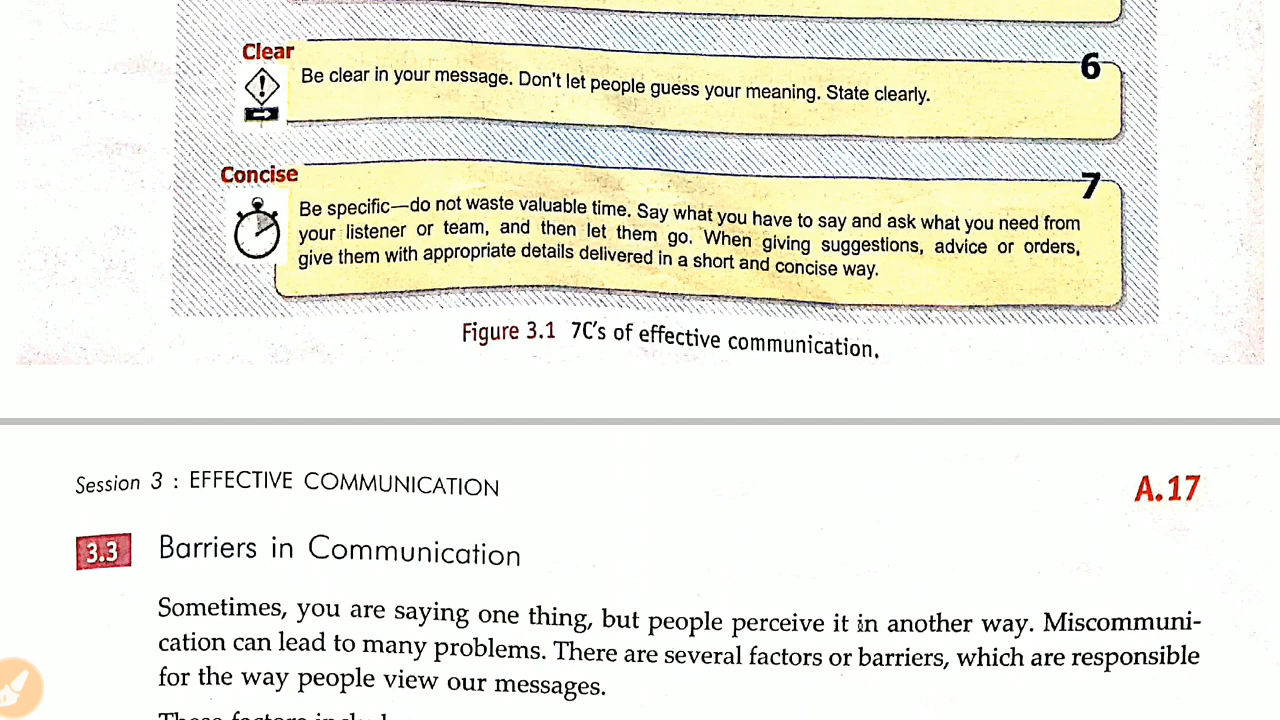 Clear
6
Be clear in your message. Don't let people guess your meaning. State clearly.
Concise
7
Be specific—do not waste valuable time. Say what you have to say and ask what you need from
your listener or team, and then let them go. When giving suggestions, advice or orders,
give them with appropriate details delivered in a short and concise way.
Figure 3.1 7C's of effective communication.
Session 3 : EFFECTIVE COMMUNICATION
A.17
3.3 Barriers in Communication
Sometimes, you are saying one thing, but people perceive it in another way. Miscommuni-
cation can lead to many problems. There are several factors or barriers, which are responsible
for the way people view our messages.